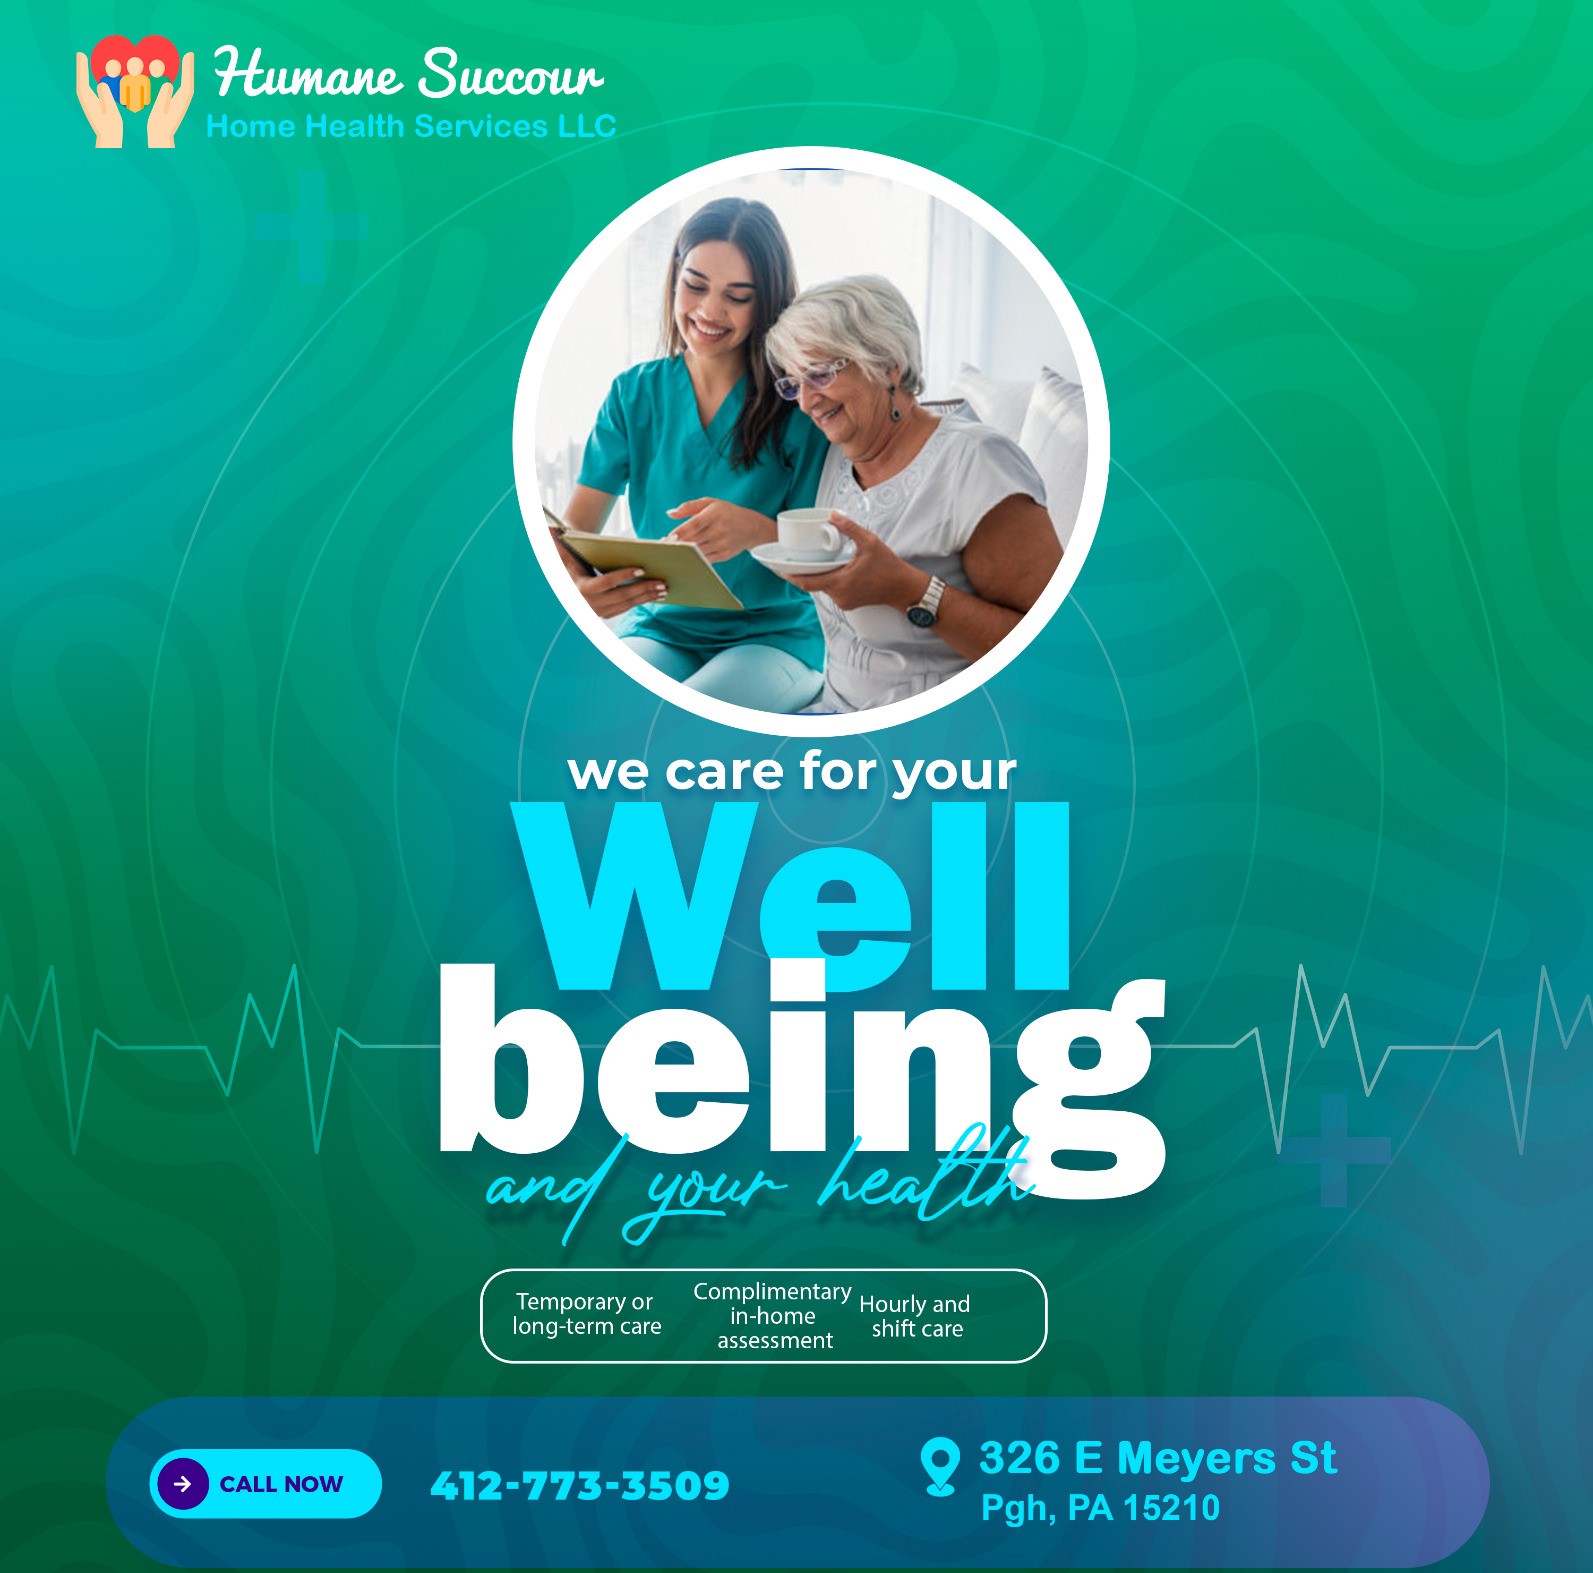 Humane Succour
Home Health Services LLC
we care for your
Well
being
and your health
Temporary or
long-term care
Complimentary
in-home
assessment
Hourly and
shift care
CALL NOW
412-773-3509
326 E Meyers St
Pgh, PA 15210